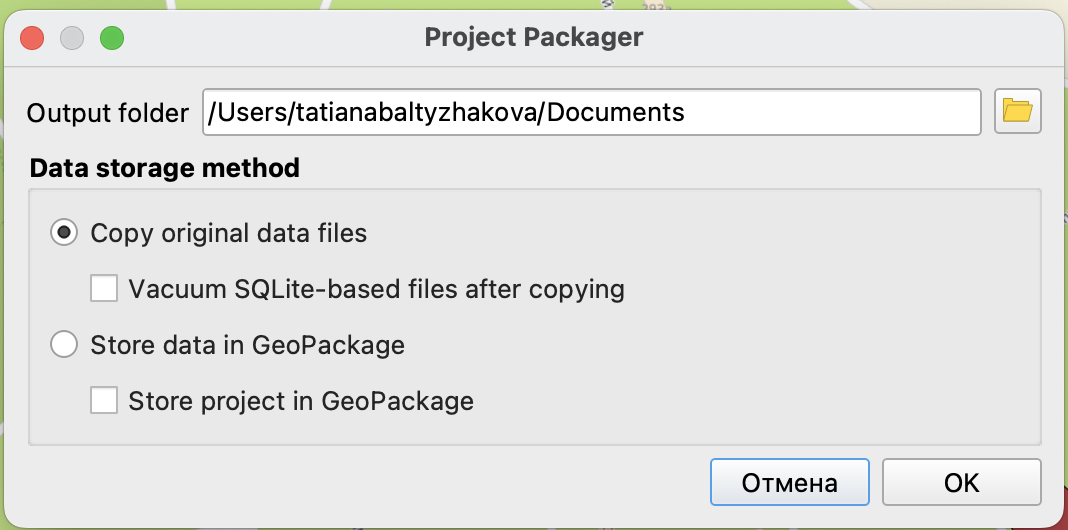 Project Packager
Output folder /Users/tatianabaltyzhakova/Documents
Data storage method
Copy original data files
Vacuum SQLite-based files after copying
Store data in GeoPackage
Store project in GeoPackage
Отмена OK